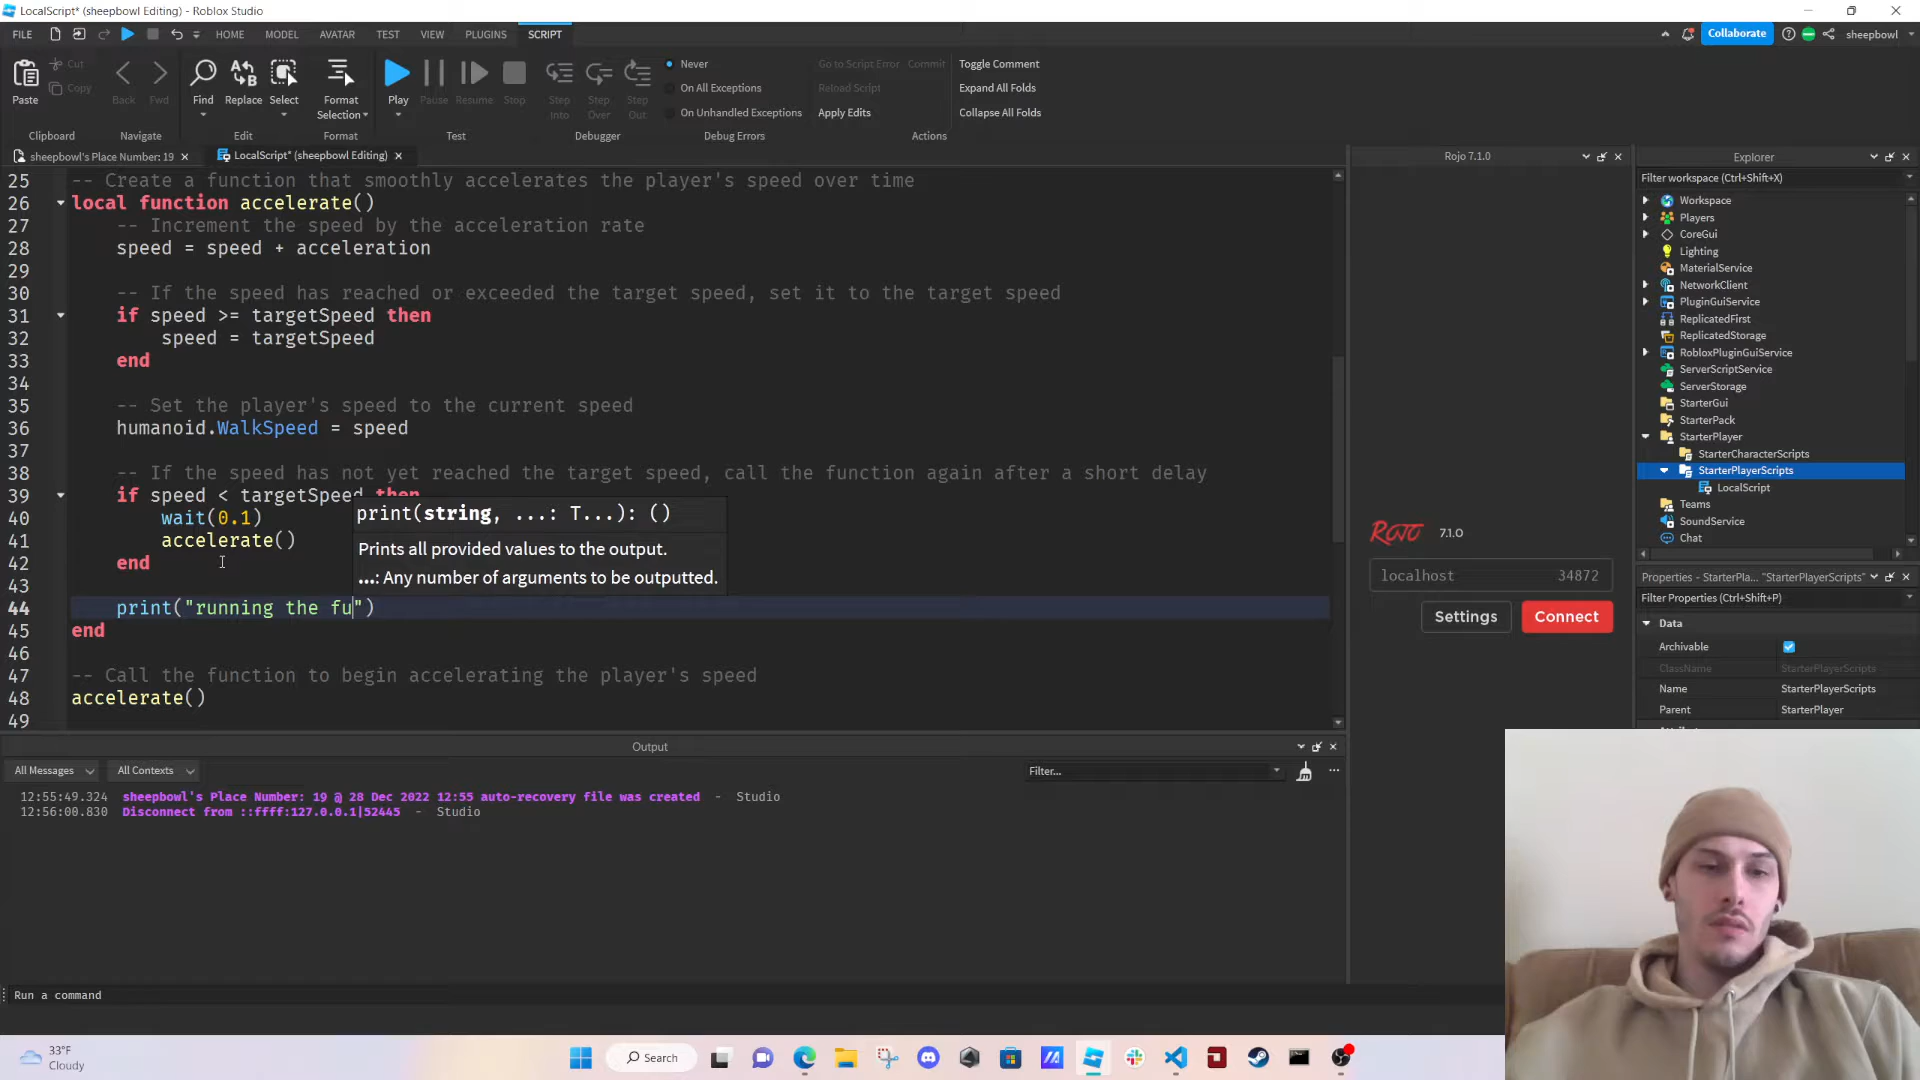 LocalScript* (sheepbowl Editing) - Roblox Studio
FILE HOME MODEL AVATAR TEST VIEW PLUGINS SCRIPT Collaborate sheepbowl
Paste Cut Copy Back Fwd Find Replace Select Format Selection Play Pause Resume Stop Step Into Step Over Step Out
Never
On All Exceptions
On Unhandled Exceptions
Go to Script Error Commit
Reload Script
Apply Edits
Toggle Comment
Expand All Folds
Collapse All Folds
Clipboard Navigate Edit Format Test Debugger Debug Errors Actions
sheepbowl's Place Number: 19 LocalScript* (sheepbowl Editing)
25 -- Create a function that smoothly accelerates the player's speed over time
26 local function accelerate()
27 -- Increment the speed by the acceleration rate
28 speed = speed + acceleration
29
30 -- If the speed has reached or exceeded the target speed, set it to the target speed
31 if speed >= targetSpeed then
32 speed = targetSpeed
33 end
34
35 -- Set the player's speed to the current speed
36 humanoid.WalkSpeed = speed
37
38 -- If the speed has not yet reached the target speed, call the function again after a short delay
39 if speed < targetSpeed then
40 wait(0.1)
41 accelerate()
42 end
43
44 print("running the fu")
45 end
46
47 -- Call the function to begin accelerating the player's speed
48 accelerate()
49
print(string, ...: T...): ()
Prints all provided values to the output.
...: Any number of arguments to be outputted.
Output
All Messages All Contexts Filter...
12:55:49.324 sheepbowl's Place Number: 19 @ 28 Dec 2022 12:55 auto-recovery file was created - Studio
12:56:00.830 Disconnect from ::ffff:127.0.0.1|52445 - Studio
Run a command
Rojo 7.1.0
ROJO 7.1.0
localhost 34872
Settings Connect
Explorer
Filter workspace (Ctrl+Shift+X)
Workspace
Players
CoreGui
Lighting
MaterialService
NetworkClient
PluginGuiService
ReplicatedFirst
ReplicatedStorage
RobloxPluginGuiService
ServerScriptService
ServerStorage
StarterGui
StarterPack
StarterPlayer
StarterCharacterScripts
StarterPlayerScripts
LocalScript
Teams
SoundService
Chat
Properties - StarterPla... "StarterPlayerScripts"
Filter Properties (Ctrl+Shift+P)
Data
Archivable
ClassName StarterPlayerScripts
Name StarterPlayerScripts
Parent StarterPlayer
33°F
Cloudy
Search